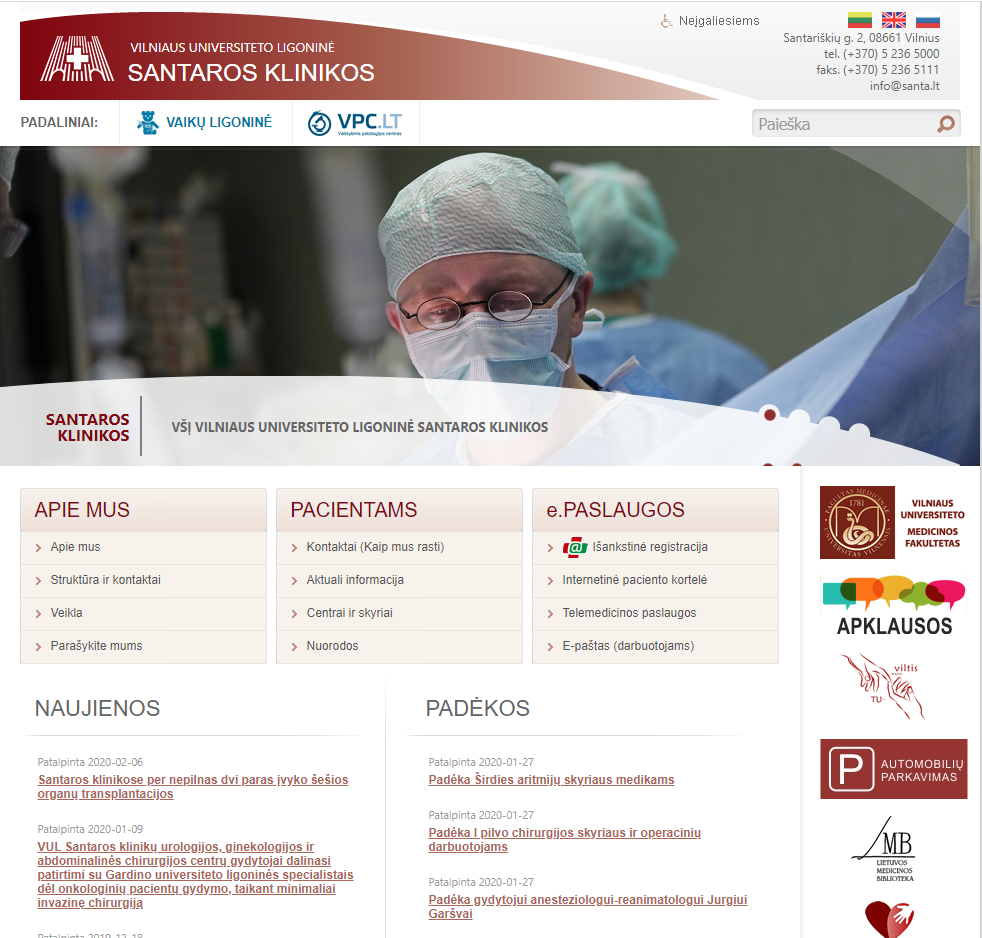 VILNIAUS UNIVERSITETO LIGONINĖ
SANTAROS KLINIKOS
Neįgaliesiems
Santariškių g. 2, 08661 Vilnius
tel. (+370) 5 236 5000
faks. (+370) 5 236 5111
info@santa.lt
PADALINIAI:
VAIKŲ LIGONINĖ
VPC.LT
Valstybinis patologijos centras
Paieška
SANTAROS
KLINIKOS
VŠĮ VILNIAUS UNIVERSITETO LIGONINĖ SANTAROS KLINIKOS
APIE MUS
Apie mus
Struktūra ir kontaktai
Veikla
Parašykite mums
PACIENTAMS
Kontaktai (Kaip mus rasti)
Aktuali informacija
Centrai ir skyriai
Nuorodos
e.PASLAUGOS
Išankstinė registracija
Internetinė paciento kortelė
Telemedicinos paslaugos
E-paštas (darbuotojams)
NAUJIENOS
Patalpinta 2020-02-06
Santaros klinikose per nepilnas dvi paras įvyko šešios
organų transplantacijos
Patalpinta 2020-01-09
VUL Santaros klinikų urologijos, ginekologijos ir
abdominalinės chirurgijos centrų gydytojai dalinasi
patirtimi su Gardino universiteto ligoninės specialistais
dėl onkologinių pacientų gydymo, taikant minimaliai
invazinę chirurgiją
Patalpinta 2019-12-18
PADĖKOS
Patalpinta 2020-01-27
Padėka Širdies aritmijų skyriaus medikams
Patalpinta 2020-01-27
Padėka I pilvo chirurgijos skyriaus ir operacinių
darbuotojams
Patalpinta 2020-01-27
Padėka gydytojui anesteziologui-reanimatologui Jurgiui
Garšvai
1781
VILNIAUS
UNIVERSITETO
MEDICINOS
FAKULTETAS
APKLAUSOS
viltis
TU
P
AUTOMOBILIŲ
PARKAVIMAS
MB
LIETUVOS
MEDICINOS
BIBLIOTEKA